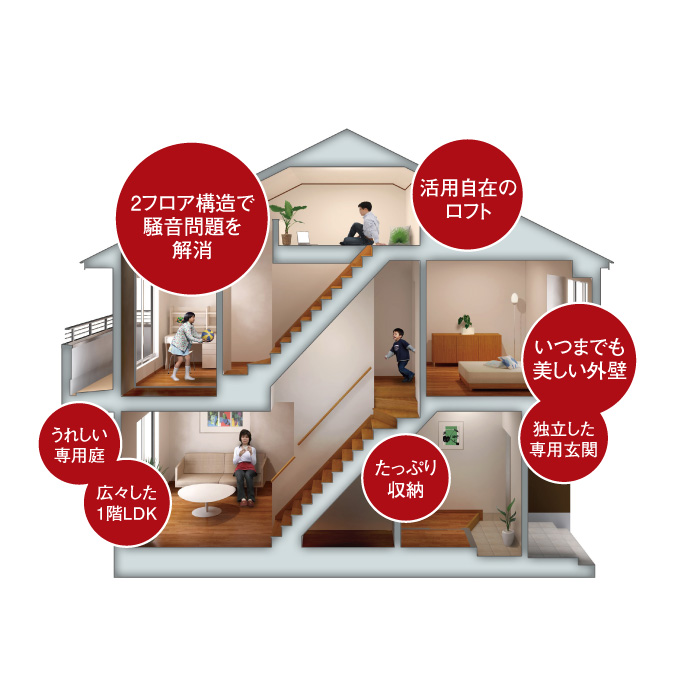 2フロア構造で
騒音問題を
解消
活用自在の
ロフト
いつまでも
美しい外壁
うれしい
専用庭
広々した
1階LDK
たっぷり
収納
独立した
専用玄関